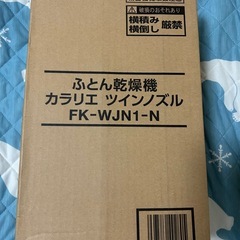 破損のおそれあり
横積み
横倒し
厳禁
ふとん乾燥機
カラリエ ツインノズル
FK-WJN1-N